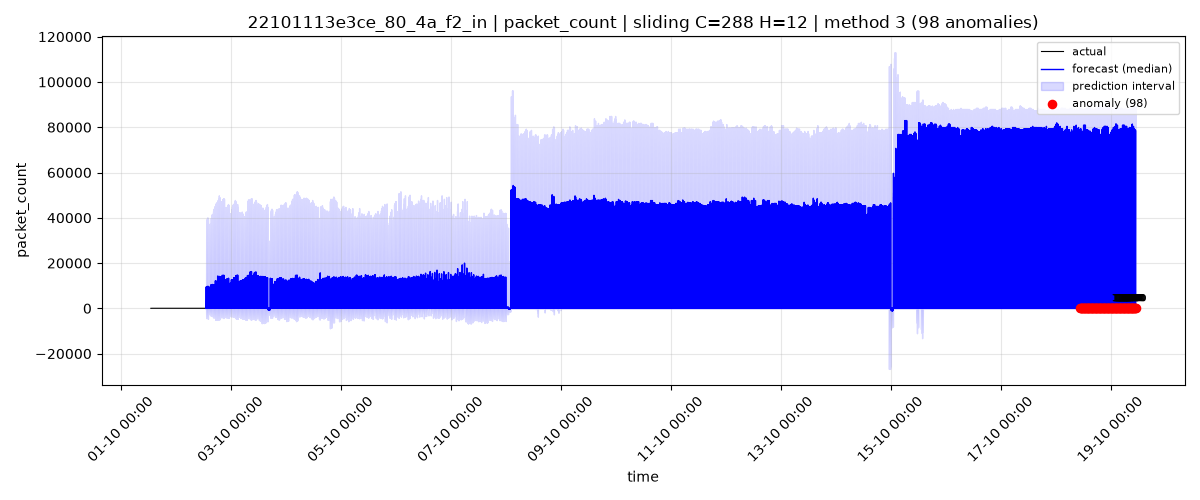 22101113e3ce_80_4a_f2_in | packet_count | sliding C=288 H=12 | method 3 (98 anomalies)
120000
100000
80000
60000
40000
20000
0
−20000
packet_count
actual
forecast (median)
prediction interval
anomaly (98)
01-10 00:00
03-10 00:00
05-10 00:00
07-10 00:00
09-10 00:00
11-10 00:00
13-10 00:00
15-10 00:00
17-10 00:00
19-10 00:00
time